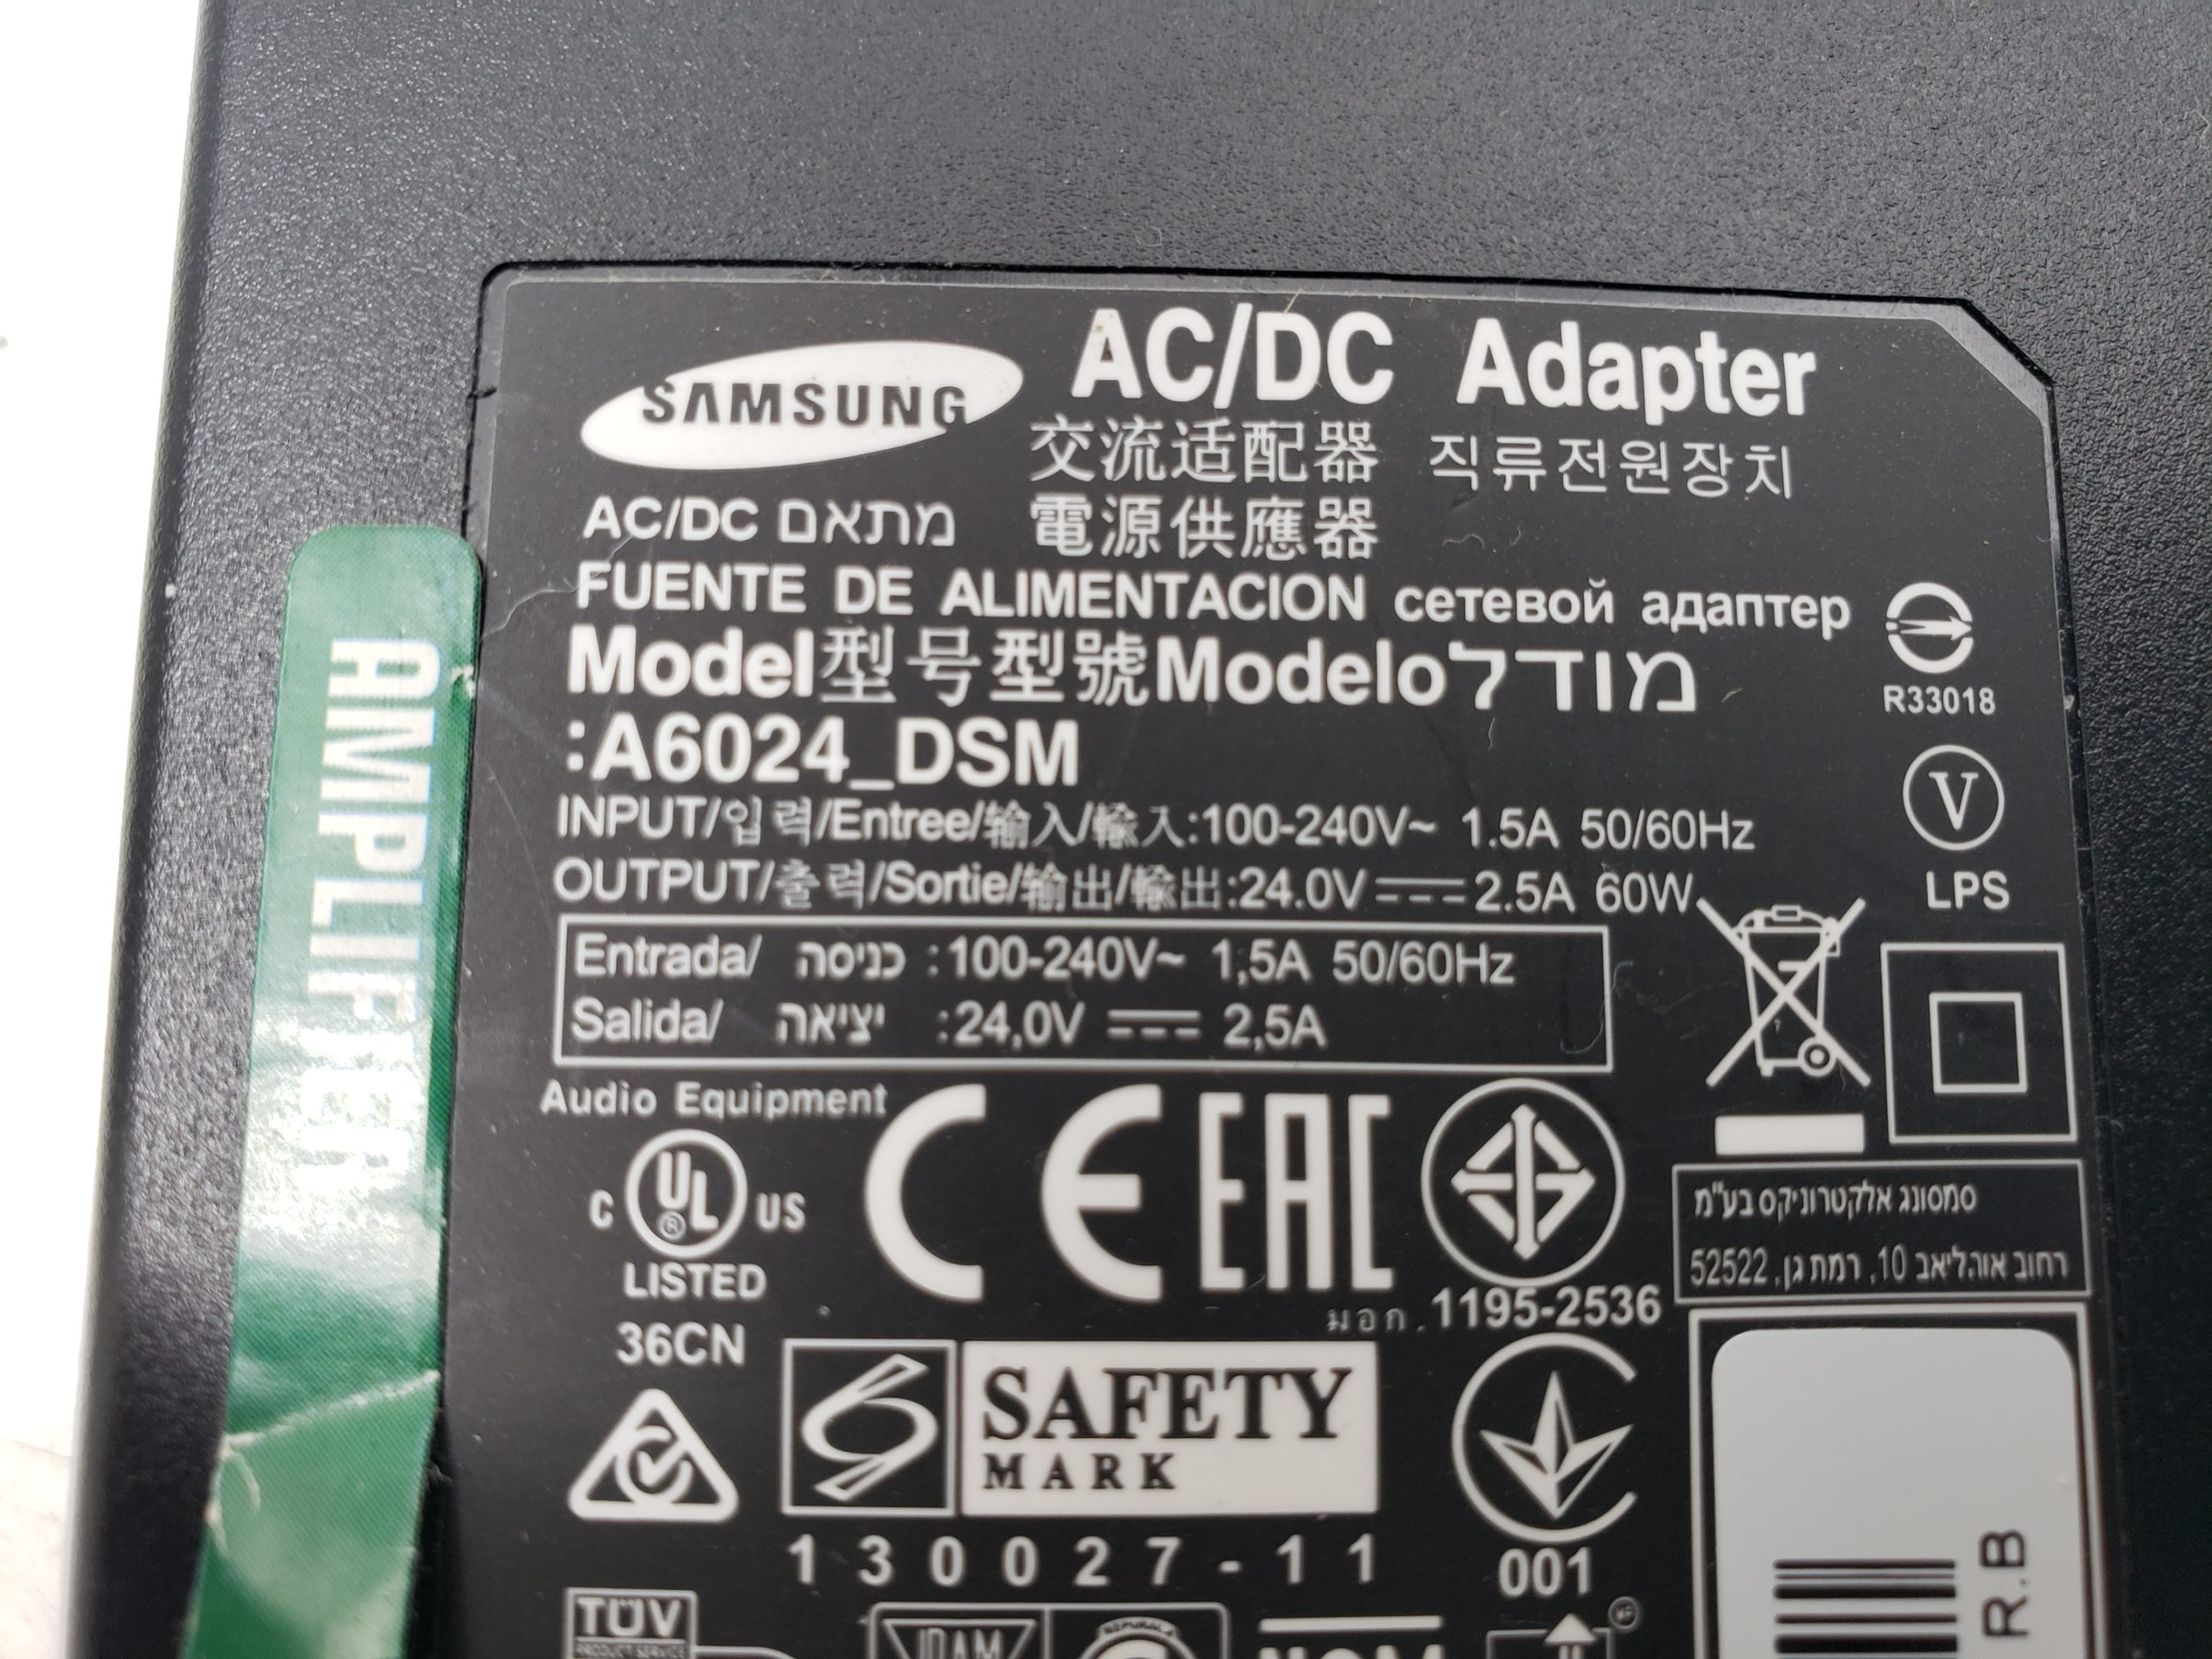 SAMSUNG
AC/DC Adapter
交流适配器 직류전원장치
AC/DC מתאם 電源供應器
FUENTE DE ALIMENTACION сетевой адаптер
Model型号型號Modeloמודל
:A6024_DSM
INPUT/입력/Entree/输入/輸入:100-240V~ 1.5A 50/60Hz
OUTPUT/출력/Sortie/输出/輸出:24.0V 2.5A 60W
Entrada/ כניסה :100-240V~ 1,5A 50/60Hz
Salida/ יציאה :24,0V 2,5A
R33018
V
LPS
Audio Equipment
C UL® US
LISTED
36CN
CE EAC
มอก. 1195-2536
סמסונג אלקטרוניקס בע"מ
רחוב אוהליאב 10, רמת גן, 52522
SAFETY
MARK
130027-11
001
TÜV
PRODUCT SERVICE
R.B
AMPLIFIER